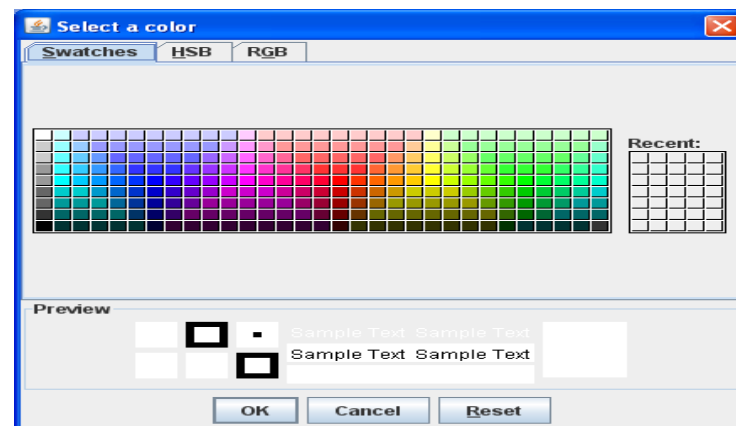 Select a color
Swatches HSB RGB
Recent:
Preview
Sample Text Sample Text
Sample Text Sample Text
OK Cancel Reset